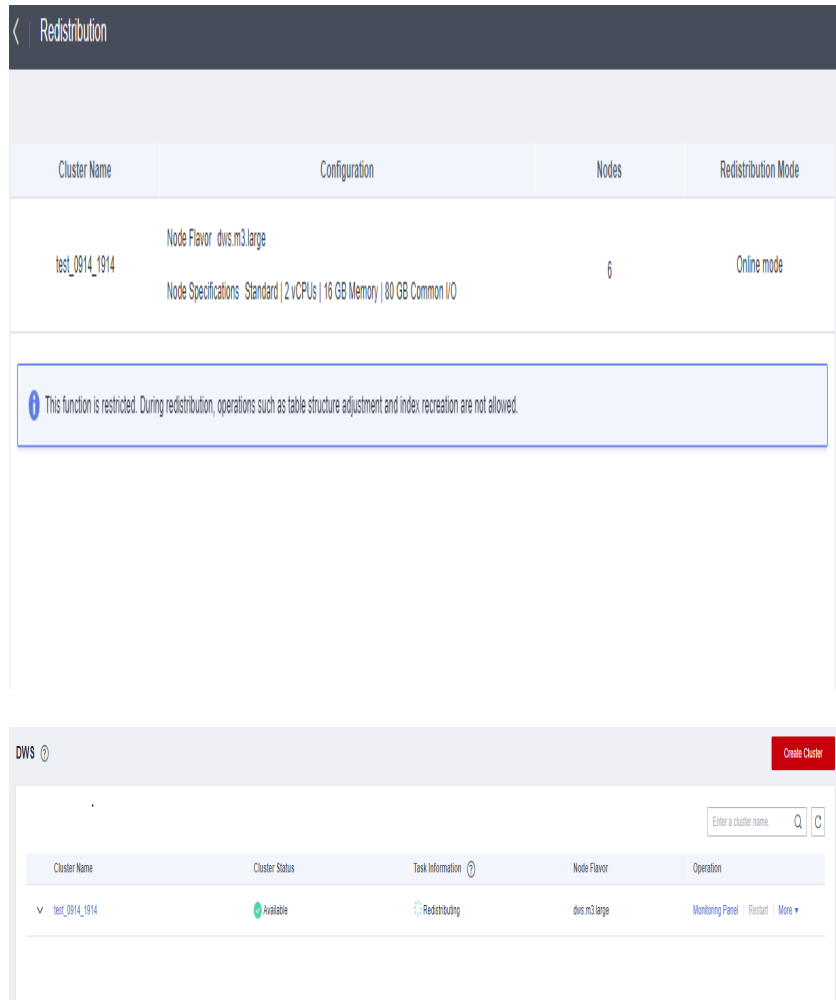 Redistribution
Cluster Name Configuration Nodes Redistribution Mode
Node Flavor dws.m3.large
test_0914_1914 6 Online mode
Node Specifications Standard | 2 vCPUs | 16 GB Memory | 80 GB Common I/O
This function is restricted. During redistribution, operations such as table structure adjustment and index recreation are not allowed.
DWS ?
Create Cluster
Enter a cluster name.
Cluster Name Cluster Status Task Information ? Node Flavor Operation
test_0914_1914 Available Redistributing dws.m3.large Monitoring Panel | Restart | More